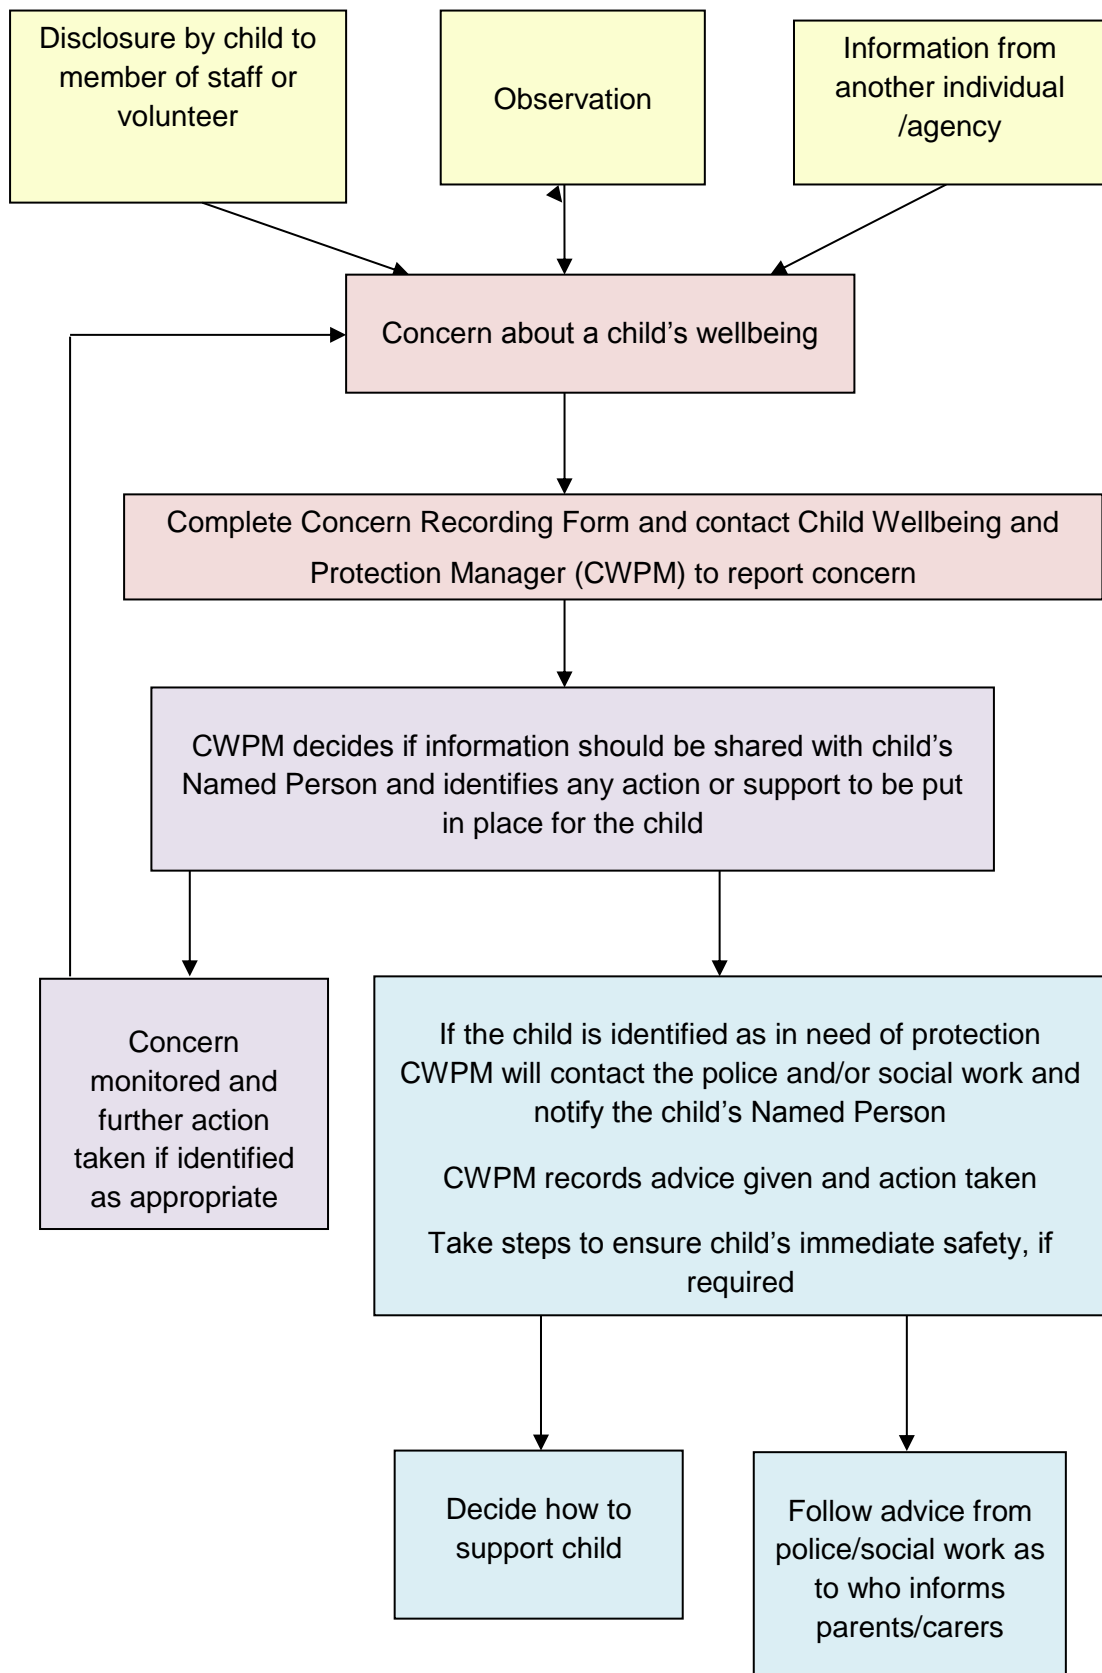 Disclosure by child to
member of staff or
volunteer
Observation
Information from
another individual
/agency
Concern about a child’s wellbeing
Complete Concern Recording Form and contact Child Wellbeing and
Protection Manager (CWPM) to report concern
CWPM decides if information should be shared with child’s
Named Person and identifies any action or support to be put
in place for the child
Concern
monitored and
further action
taken if identified
as appropriate
If the child is identified as in need of protection
CWPM will contact the police and/or social work and
notify the child’s Named Person
CWPM records advice given and action taken
Take steps to ensure child’s immediate safety, if
required
Decide how to
support child
Follow advice from
police/social work as
to who informs
parents/carers